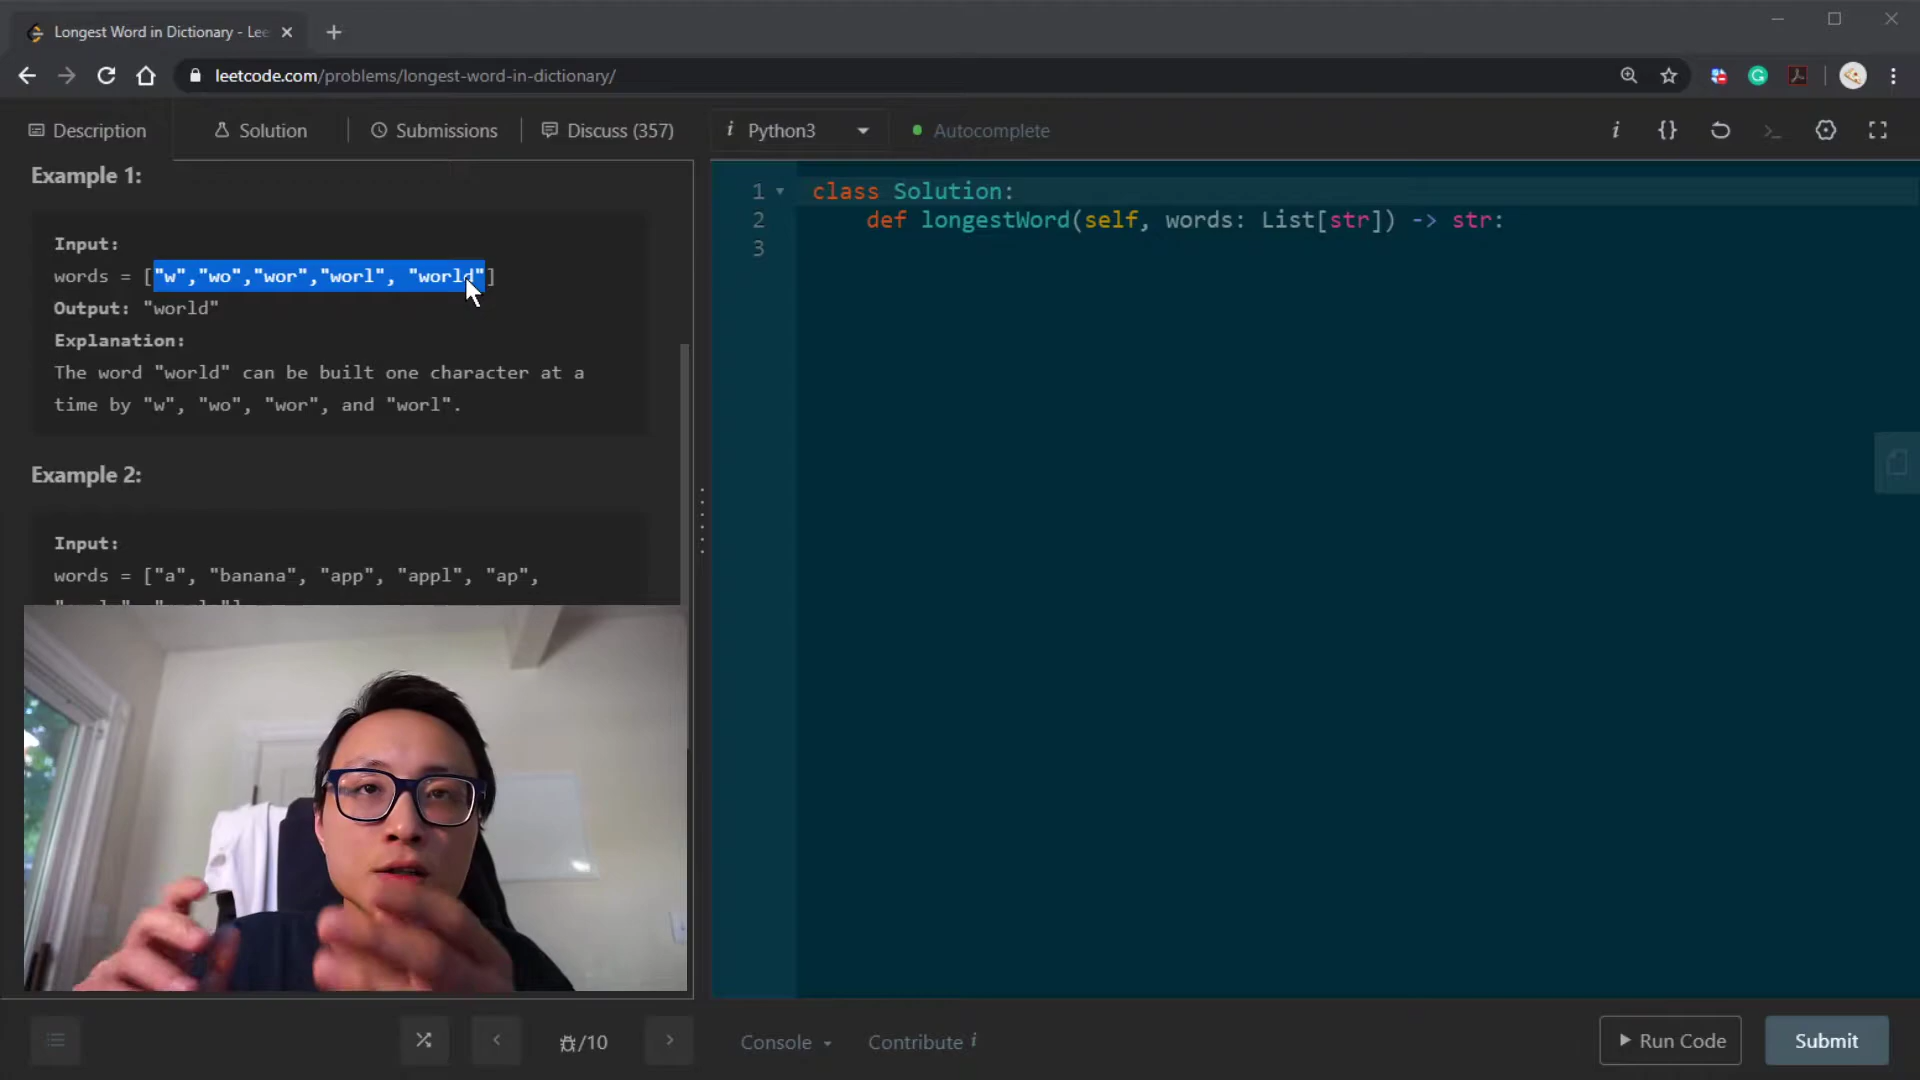 Longest Word in Dictionary - Lee
leetcode.com/problems/longest-word-in-dictionary/
Description
Solution
Submissions
Discuss (357)
i Python3
Autocomplete
i {}
Example 1:
Input:
words = ["w","wo","wor","worl", "world"]
Output: "world"
Explanation:
The word "world" can be built one character at a
time by "w", "wo", "wor", and "worl".
Example 2:
Input:
words = ["a", "banana", "app", "appl", "ap",
1 class Solution:
2 def longestWord(self, words: List[str]) -> str:
3
/10
Console
Contribute i
Run Code
Submit